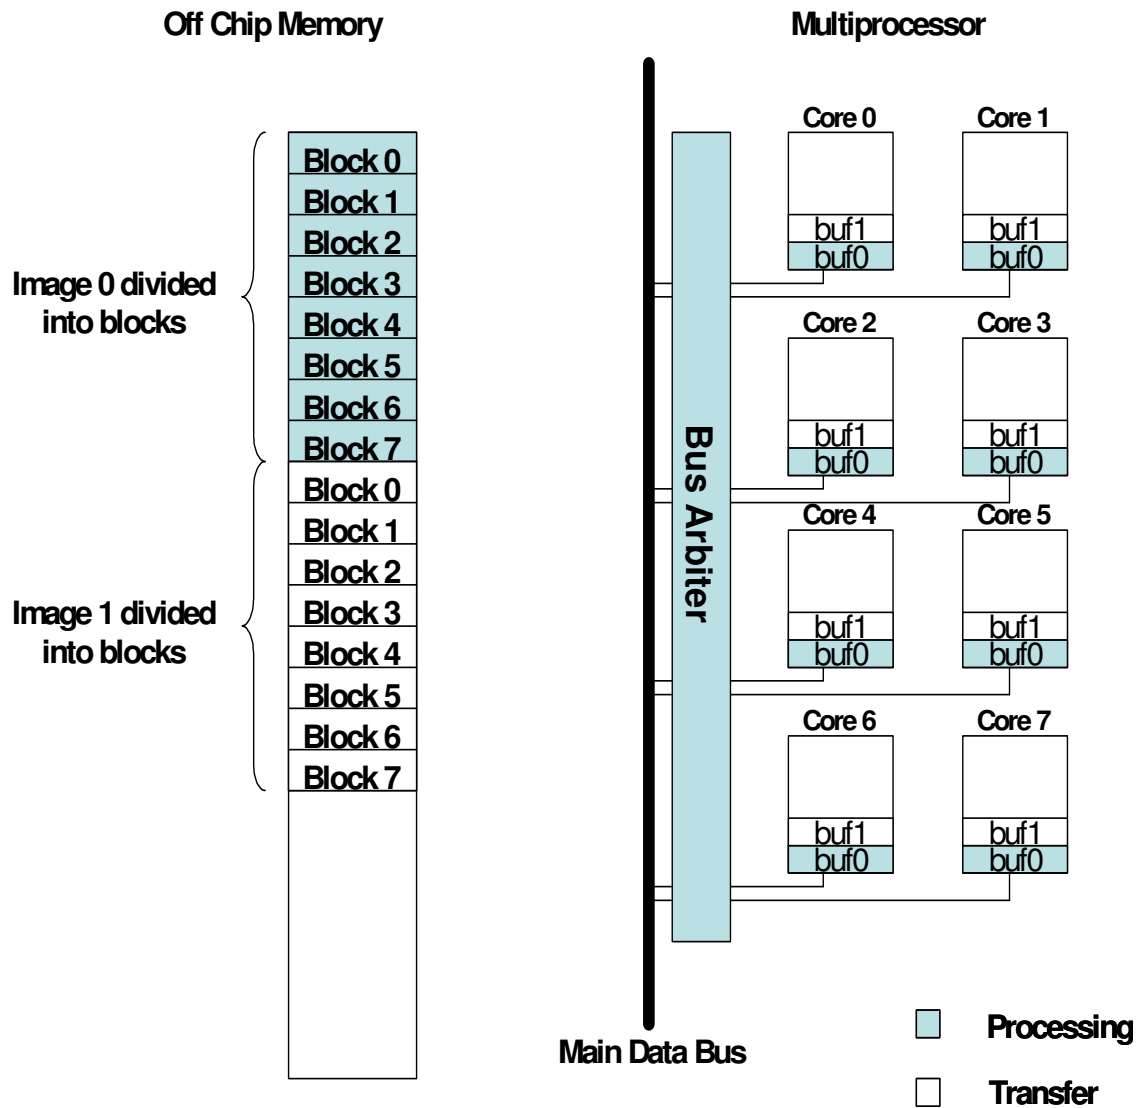 Off Chip Memory
Multiprocessor
Block 0
Block 1
Block 2
Block 3
Block 4
Block 5
Block 6
Block 7
Block 0
Block 1
Block 2
Block 3
Block 4
Block 5
Block 6
Block 7
Image 0 divided
into blocks
Image 1 divided
into blocks
Main Data Bus
Bus Arbiter
Core 0
buf1
buf0
Core 1
buf1
buf0
Core 2
buf1
buf0
Core 3
buf1
buf0
Core 4
buf1
buf0
Core 5
buf1
buf0
Core 6
buf1
buf0
Core 7
buf1
buf0
Processing
Transfer